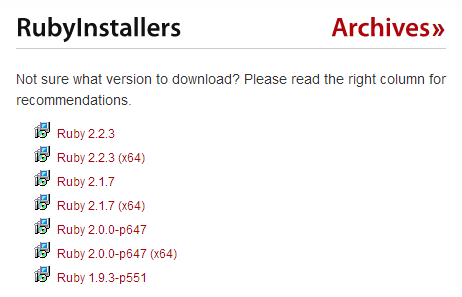 RubyInstallers Archives»
Not sure what version to download? Please read the right column for
recommendations.
Ruby 2.2.3
Ruby 2.2.3 (x64)
Ruby 2.1.7
Ruby 2.1.7 (x64)
Ruby 2.0.0-p647
Ruby 2.0.0-p647 (x64)
Ruby 1.9.3-p551